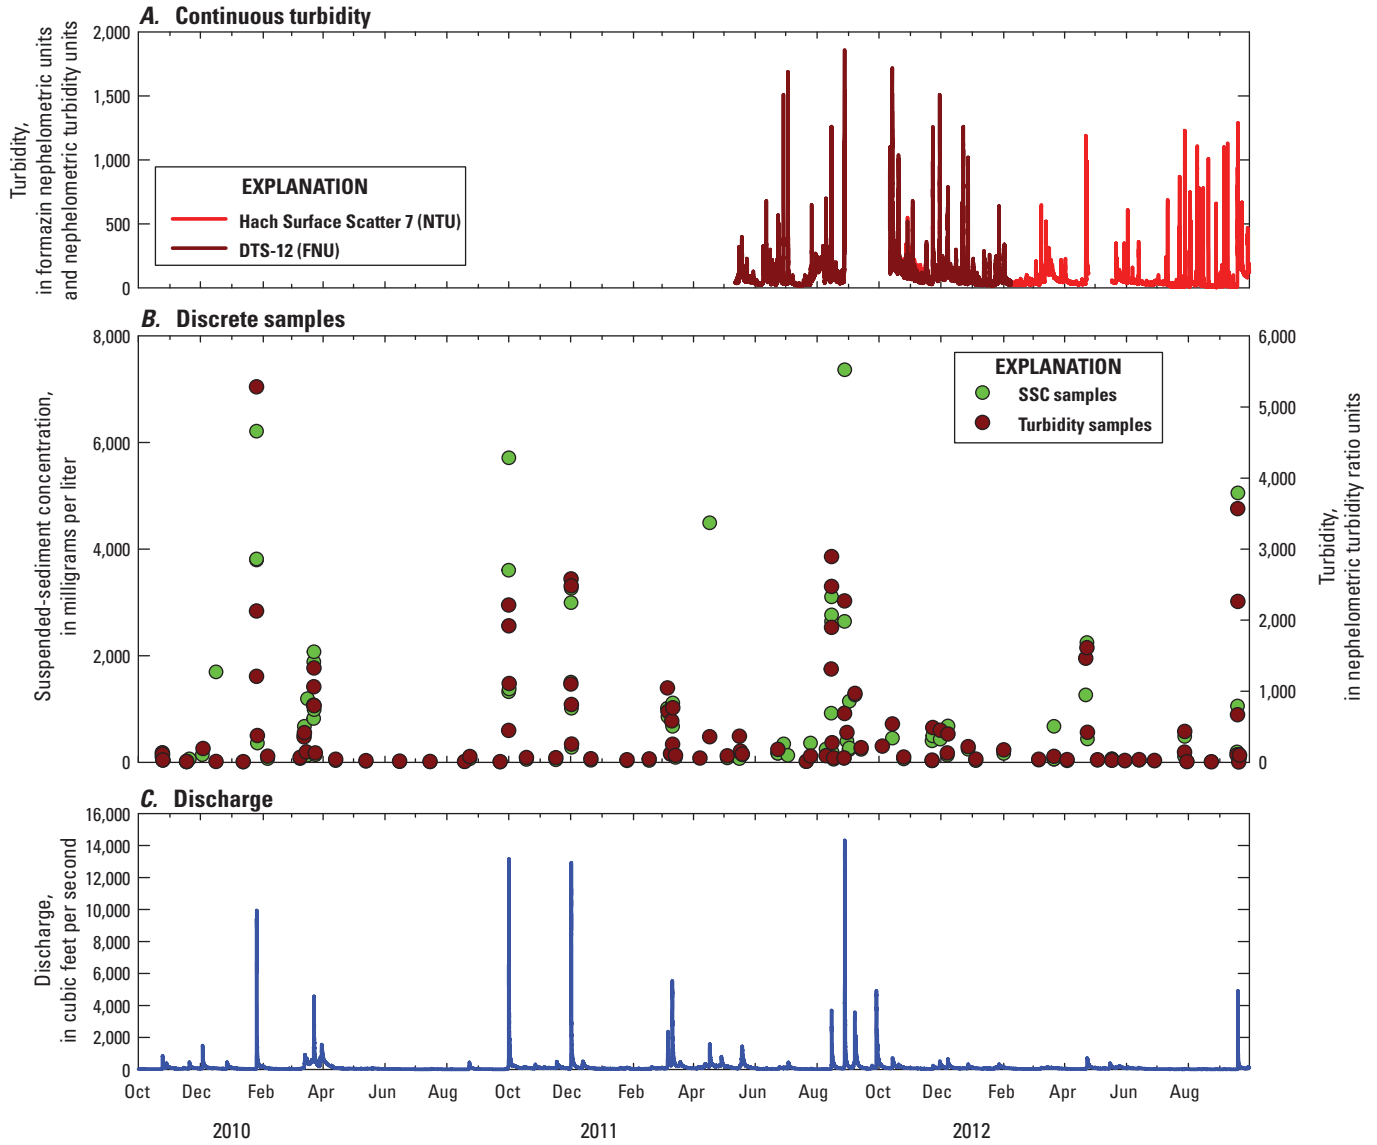 A. Continuous turbidity
Turbidity,
in formazin nephelometric units
and nephelometric turbidity units
2,000
1,500
1,000
500
0
EXPLANATION
Hach Surface Scatter 7 (NTU)
DTS-12 (FNU)
B. Discrete samples
Suspended-sediment concentration,
in milligrams per liter
8,000
6,000
4,000
2,000
0
EXPLANATION
SSC samples
Turbidity samples
6,000
5,000
4,000
3,000
2,000
1,000
0
Turbidity,
in nephelometric turbidity ratio units
C. Discharge
Discharge,
in cubic feet per second
16,000
14,000
12,000
10,000
8,000
6,000
4,000
2,000
0
Oct Dec Feb Apr Jun Aug Oct Dec Feb Apr Jun Aug Oct Dec Feb Apr Jun Aug
2010 2011 2012